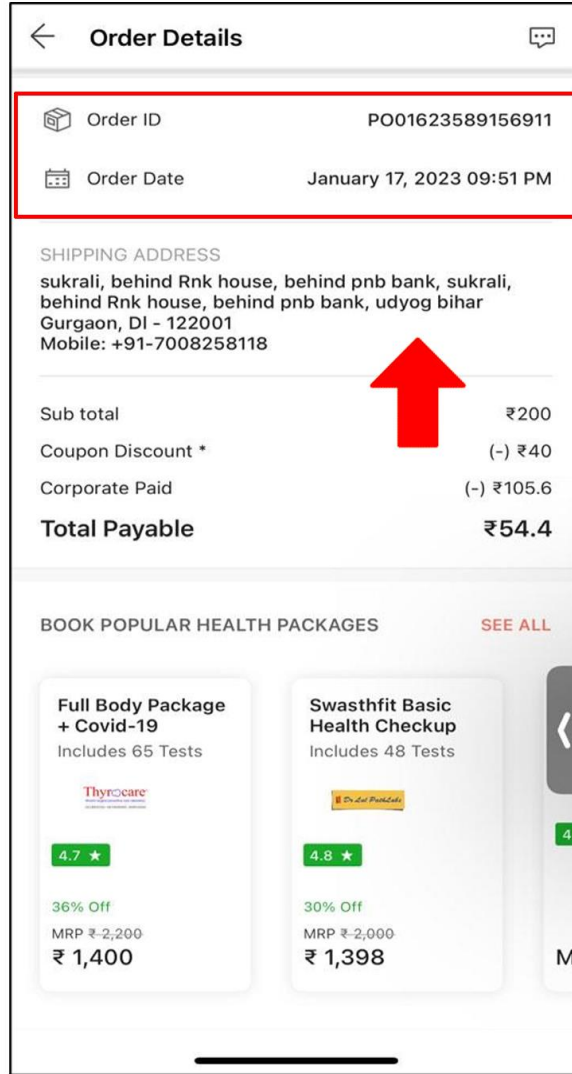 Order Details
Order ID PO01623589156911
Order Date January 17, 2023 09:51 PM
SHIPPING ADDRESS
sukrali, behind Rnk house, behind pnb bank, sukrali,
behind Rnk house, behind pnb bank, udyog bihar
Gurgaon, Dl - 122001
Mobile: +91-7008258118
Sub total ₹200
Coupon Discount * (-) ₹40
Corporate Paid (-) ₹105.6
Total Payable ₹54.4
BOOK POPULAR HEALTH PACKAGES SEE ALL
Full Body Package
+ Covid-19
Includes 65 Tests
Thyrocare
4.7 ★
36% Off
MRP ₹ 2,200
₹ 1,400
Swasthfit Basic
Health Checkup
Includes 48 Tests
Dr Lal PathLabs
4.8 ★
30% Off
MRP ₹ 2,000
₹ 1,398
4
M